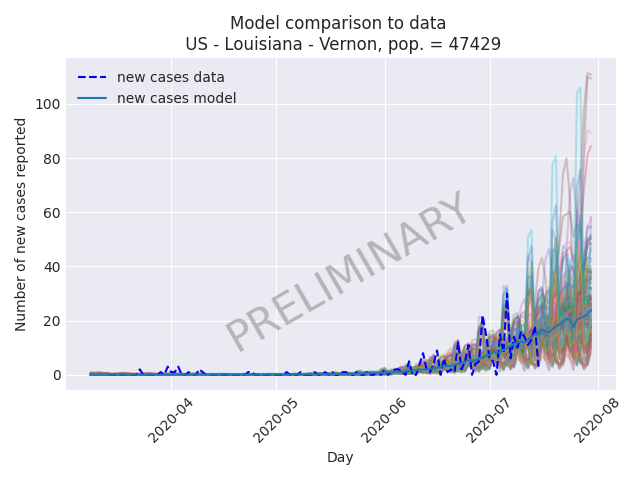 Model comparison to data
US - Louisiana - Vernon, pop. = 47429
new cases data
new cases model
Number of new cases reported
100
80
60
40
20
0
PRELIMINARY
2020-04
2020-05
2020-06
2020-07
2020-08
Day